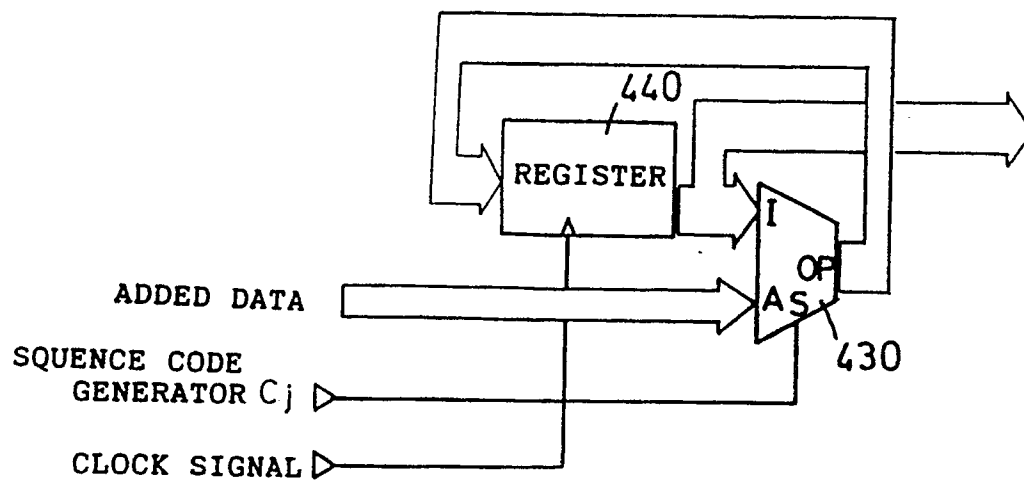 440
REGISTER
I
OP
ADDED DATA
A
S
430
SQUENCE CODE
GENERATOR Cj
CLOCK SIGNAL